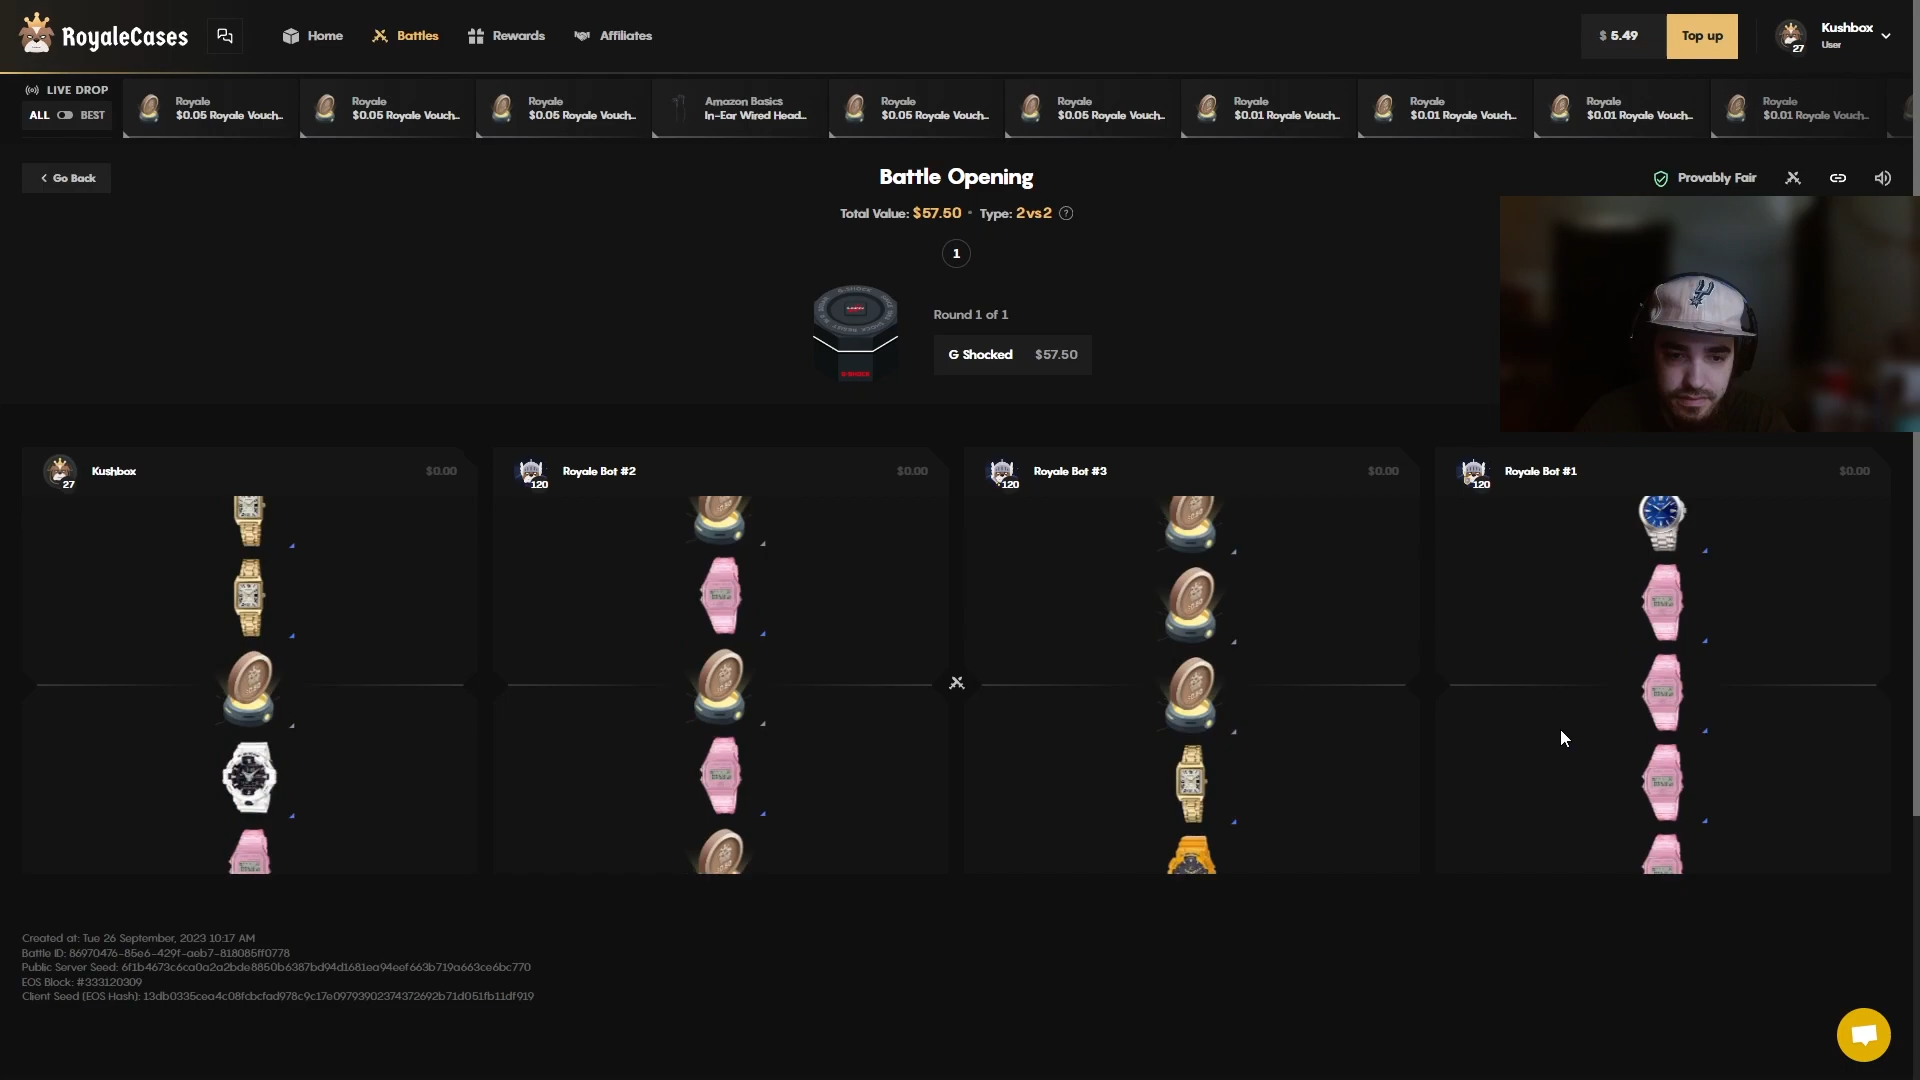 RoyaleCases
Home
Battles
Rewards
Affiliates
$ 5.49
Top up
27
Kushbox
User
LIVE DROP
ALL
BEST
Royale
$0.05 Royale Vouch...
Royale
$0.05 Royale Vouch...
Royale
$0.05 Royale Vouch...
Amazon Basics
In-Ear Wired Head...
Royale
$0.05 Royale Vouch...
Royale
$0.05 Royale Vouch...
Royale
$0.01 Royale Vouch...
Royale
$0.01 Royale Vouch...
Royale
$0.01 Royale Vouch...
Royale
$0.01 Royale Vouch...
Go Back
Battle Opening
Provably Fair
Total Value: $57.50 • Type: 2vs2 ?
1
Round 1 of 1
G Shocked $57.50
G-SHOCK
27 Kushbox $0.00
120 Royale Bot #2 $0.00
120 Royale Bot #3 $0.00
120 Royale Bot #1 $0.00
Created at: Tue 26 September, 2023 10:17 AM
Battle ID: 86970476-85e6-429f-aeb7-818085ff0778
Public Server Seed: 6f1b4673c6ca0a2a2bde8850b6387bd94d1681ea94eef663b719a663ce6bc770
EOS Block: #333120309
Client Seed (EOS Hash): 13db0335cea4c08fcbcfad978c9c17e09793902374372692b71d051fb11df919